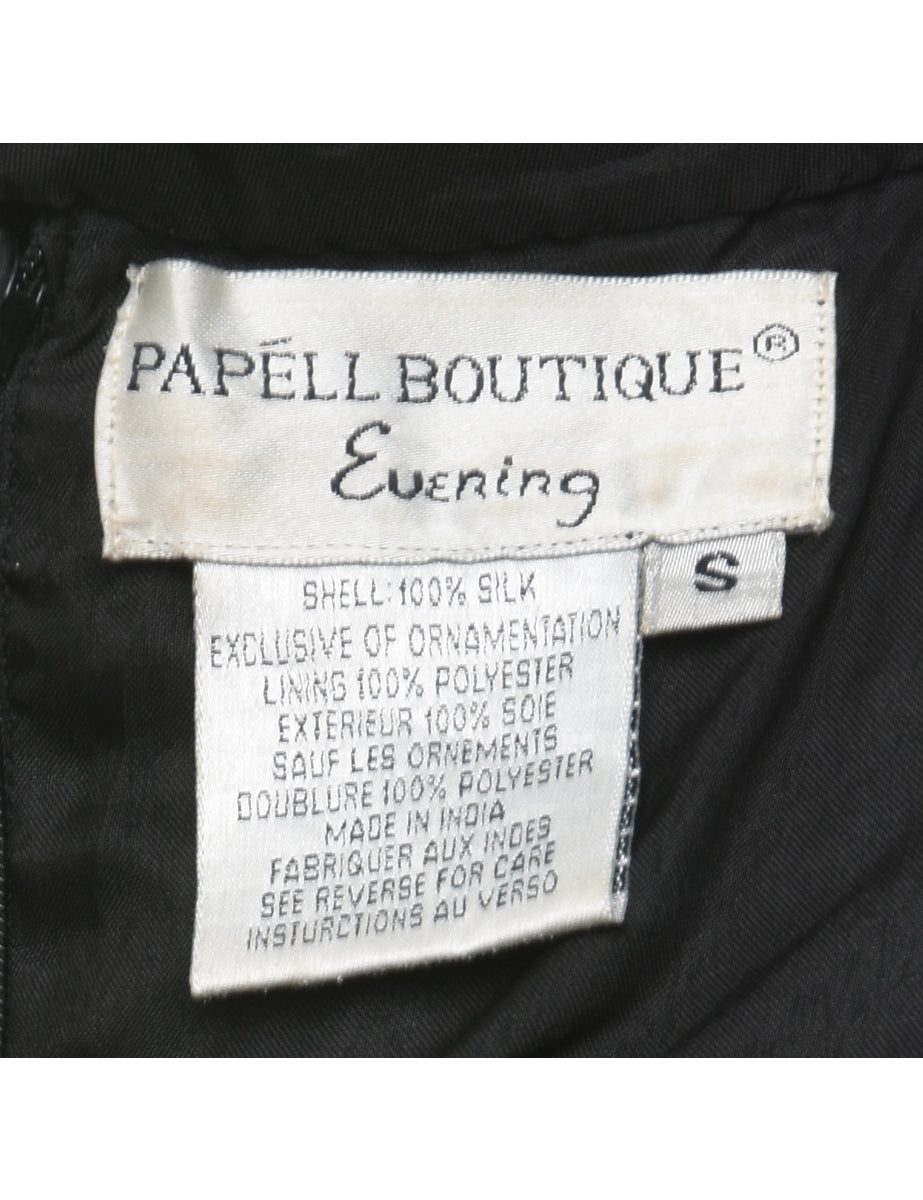 PAPÉLL BOUTIQUE®
Evening
S
SHELL: 100% SILK
EXCLUSIVE OF ORNAMENTATION
LINING 100% POLYESTER
EXTERIEUR 100% SOIE
SAUF LES ORNEMENTS
DOUBLURE 100% POLYESTER
MADE IN INDIA
FABRIQUER AUX INDES
SEE REVERSE FOR CARE
INSTURCTIONS AU VERSO